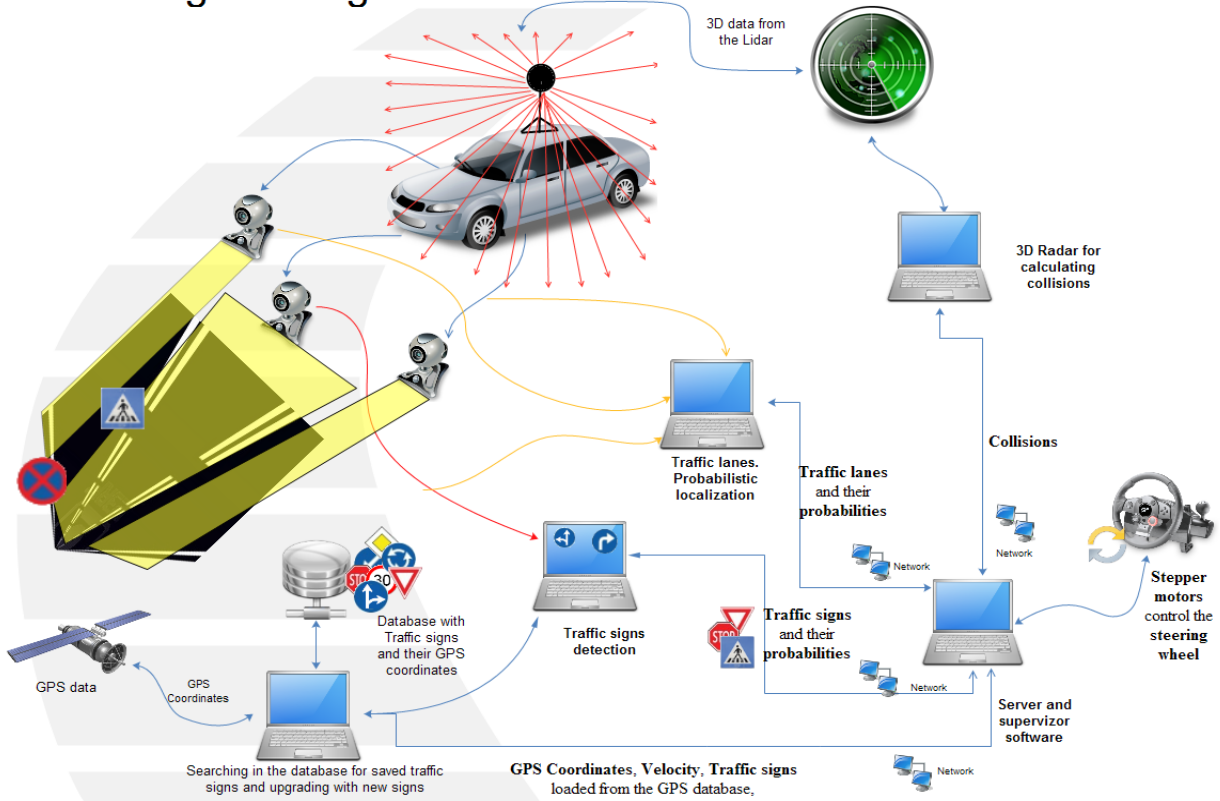 3D data from
the Lidar
3D Radar for
calculating
collisions
Traffic lanes.
Probabilistic
localization
Traffic lanes
and their
probabilities
Collisions
Network
Network
Stepper
motors
control the
steering
wheel
STOP
30
Database with
Traffic signs
and their GPS
coordinates
Traffic signs
detection
STOP
Traffic signs
and their
probabilities
Network
GPS data
GPS
Coordinates
Server and
supervizor
software
Searching in the database for saved traffic
signs and upgrading with new signs
GPS Coordinates, Velocity, Traffic signs
loaded from the GPS database,
Network